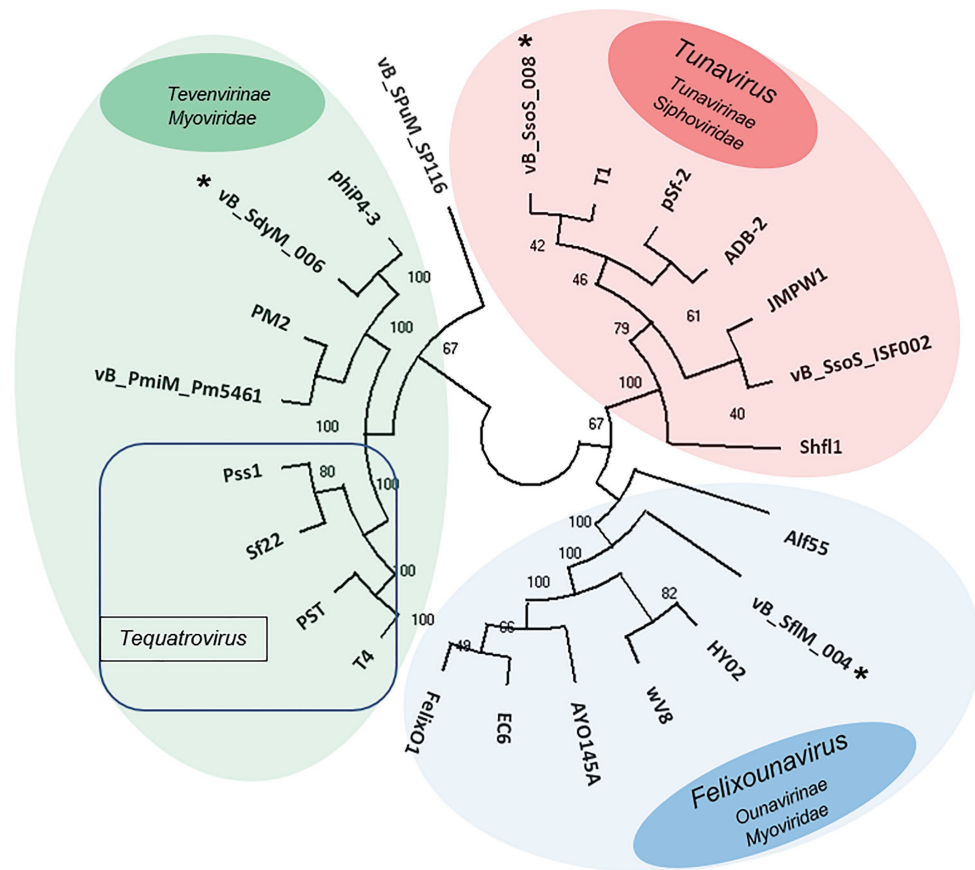 Tevenvirinae
Myoviridae
vB_SPuM_SP116
*
vB_SsoS_008
Tunavirus
Tunavirinae
Siphoviridae
*
vB_SdyM_006
phiP4-3
T1
pSf-2
ADB-2
42
46
100
PM2
100
67
79
61
JMPW1
vB_SsoS_ISF002
vB_PmiM_Pm5461
100
100
40
67
Shfl1
Pss1
80
100
Sf22
100
Alf55
100
100
100
82
PST
100
vB_SflM_004 *
Tequatrovirus
T4
66
49
HY02
wV8
FelixO1
EC6
AYO145A
Felixounavirus
Ounavirinae
Myoviridae